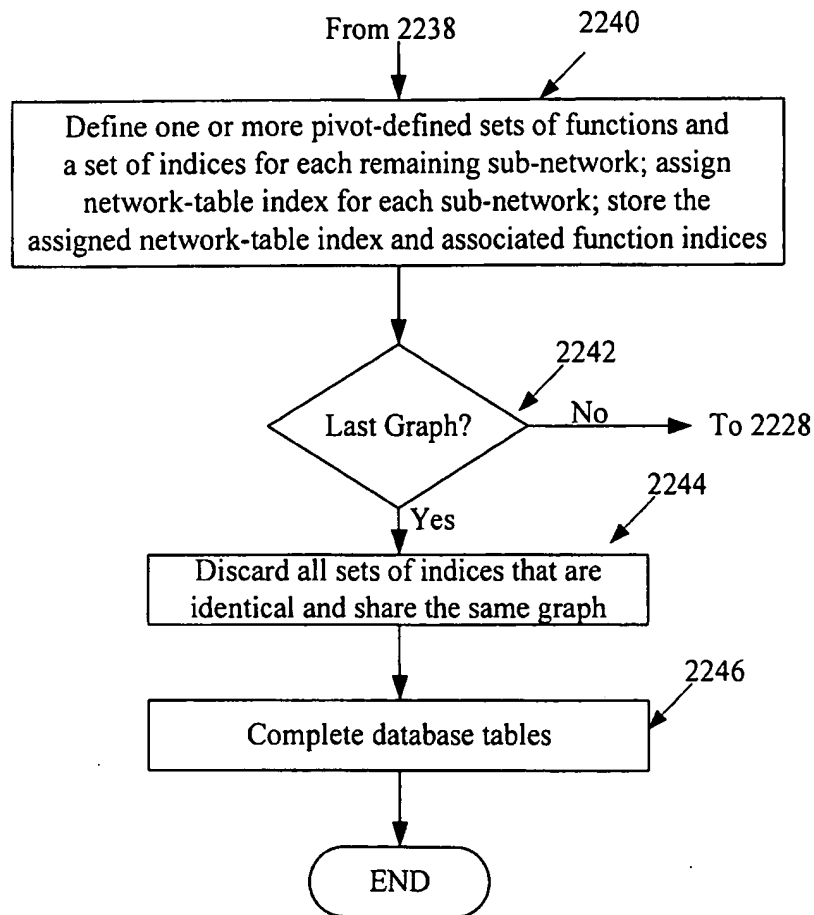 From 2238
2240
Define one or more pivot-defined sets of functions and
a set of indices for each remaining sub-network; assign
network-table index for each sub-network; store the
assigned network-table index and associated function indices
2242
Last Graph?
No
To 2228
Yes
2244
Discard all sets of indices that are
identical and share the same graph
2246
Complete database tables
END